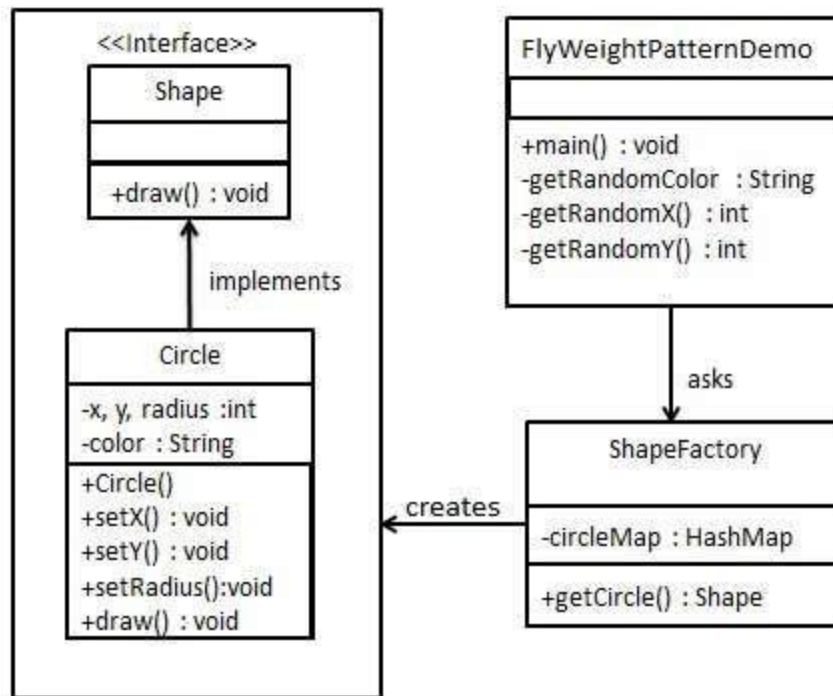 <<Interface>>
Shape
+draw() : void
implements
Circle
-x, y, radius :int
-color : String
+Circle()
+setX() : void
+setY() : void
+setRadius():void
+draw() : void
FlyWeightPatternDemo
+main() : void
-getRandomColor : String
-getRandomX() : int
-getRandomY() : int
asks
ShapeFactory
-circleMap : HashMap
+getCircle() : Shape
creates